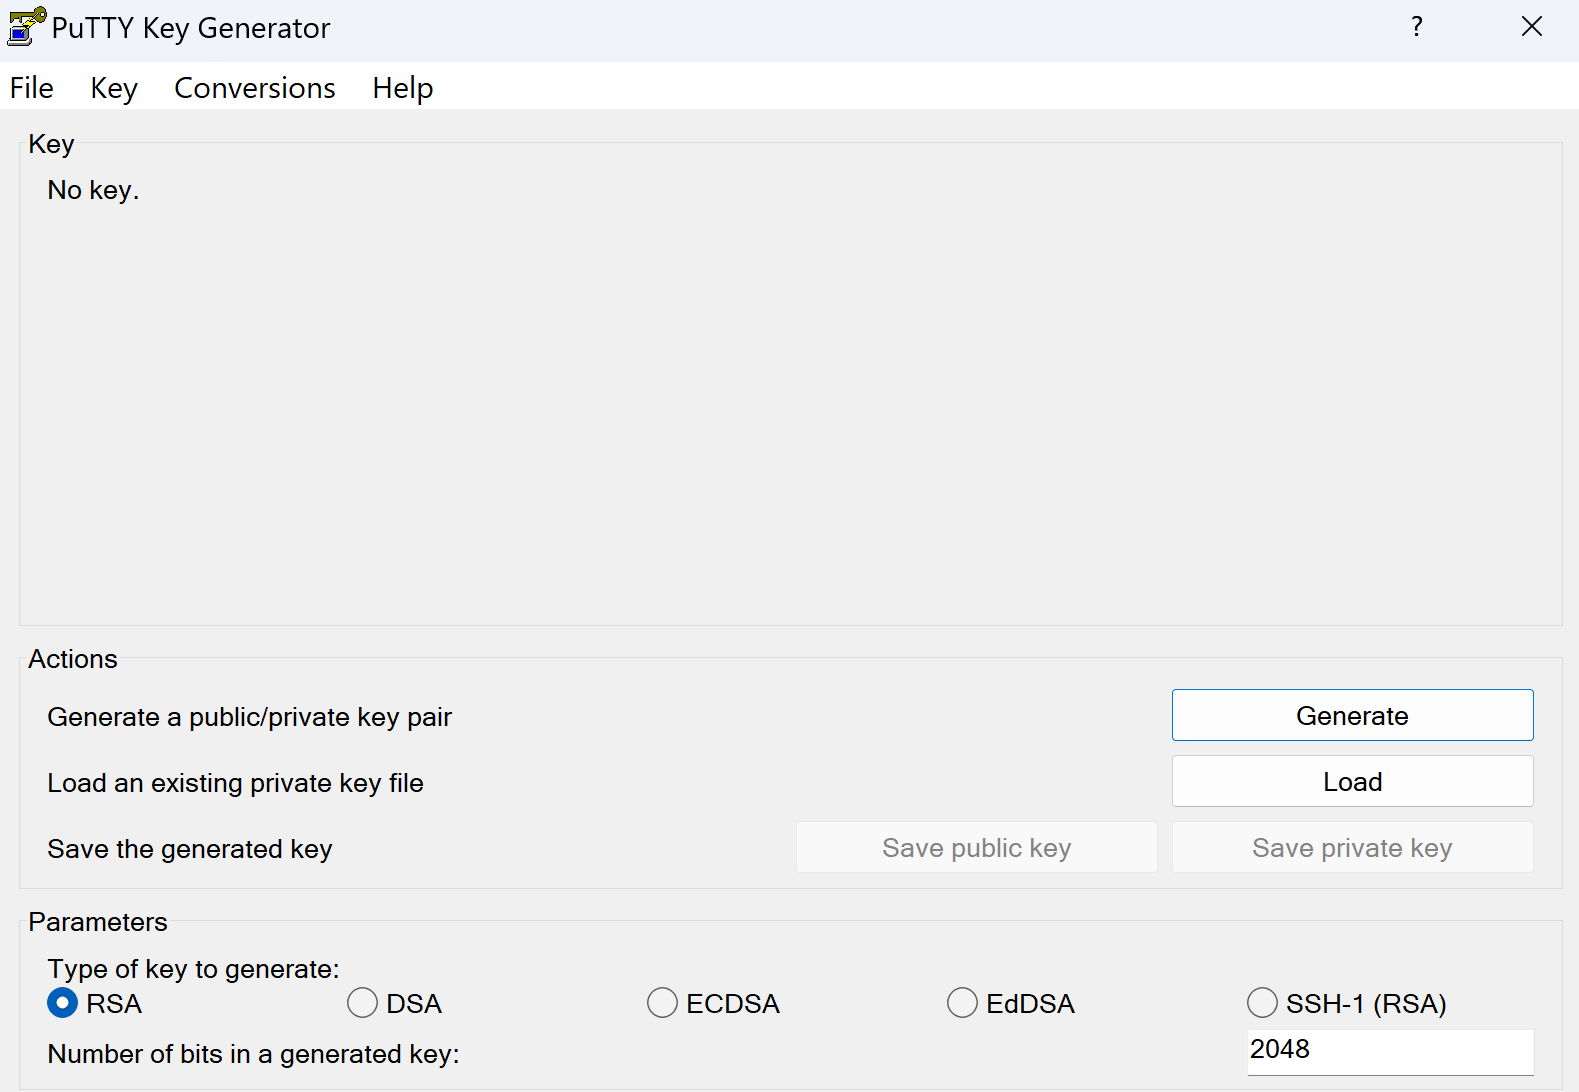 PuTTY Key Generator ?
File Key Conversions Help
Key
No key.
Actions
Generate a public/private key pair Generate
Load an existing private key file Load
Save the generated key Save public key Save private key
Parameters
Type of key to generate:
RSA DSA ECDSA EdDSA SSH-1 (RSA)
Number of bits in a generated key: 2048